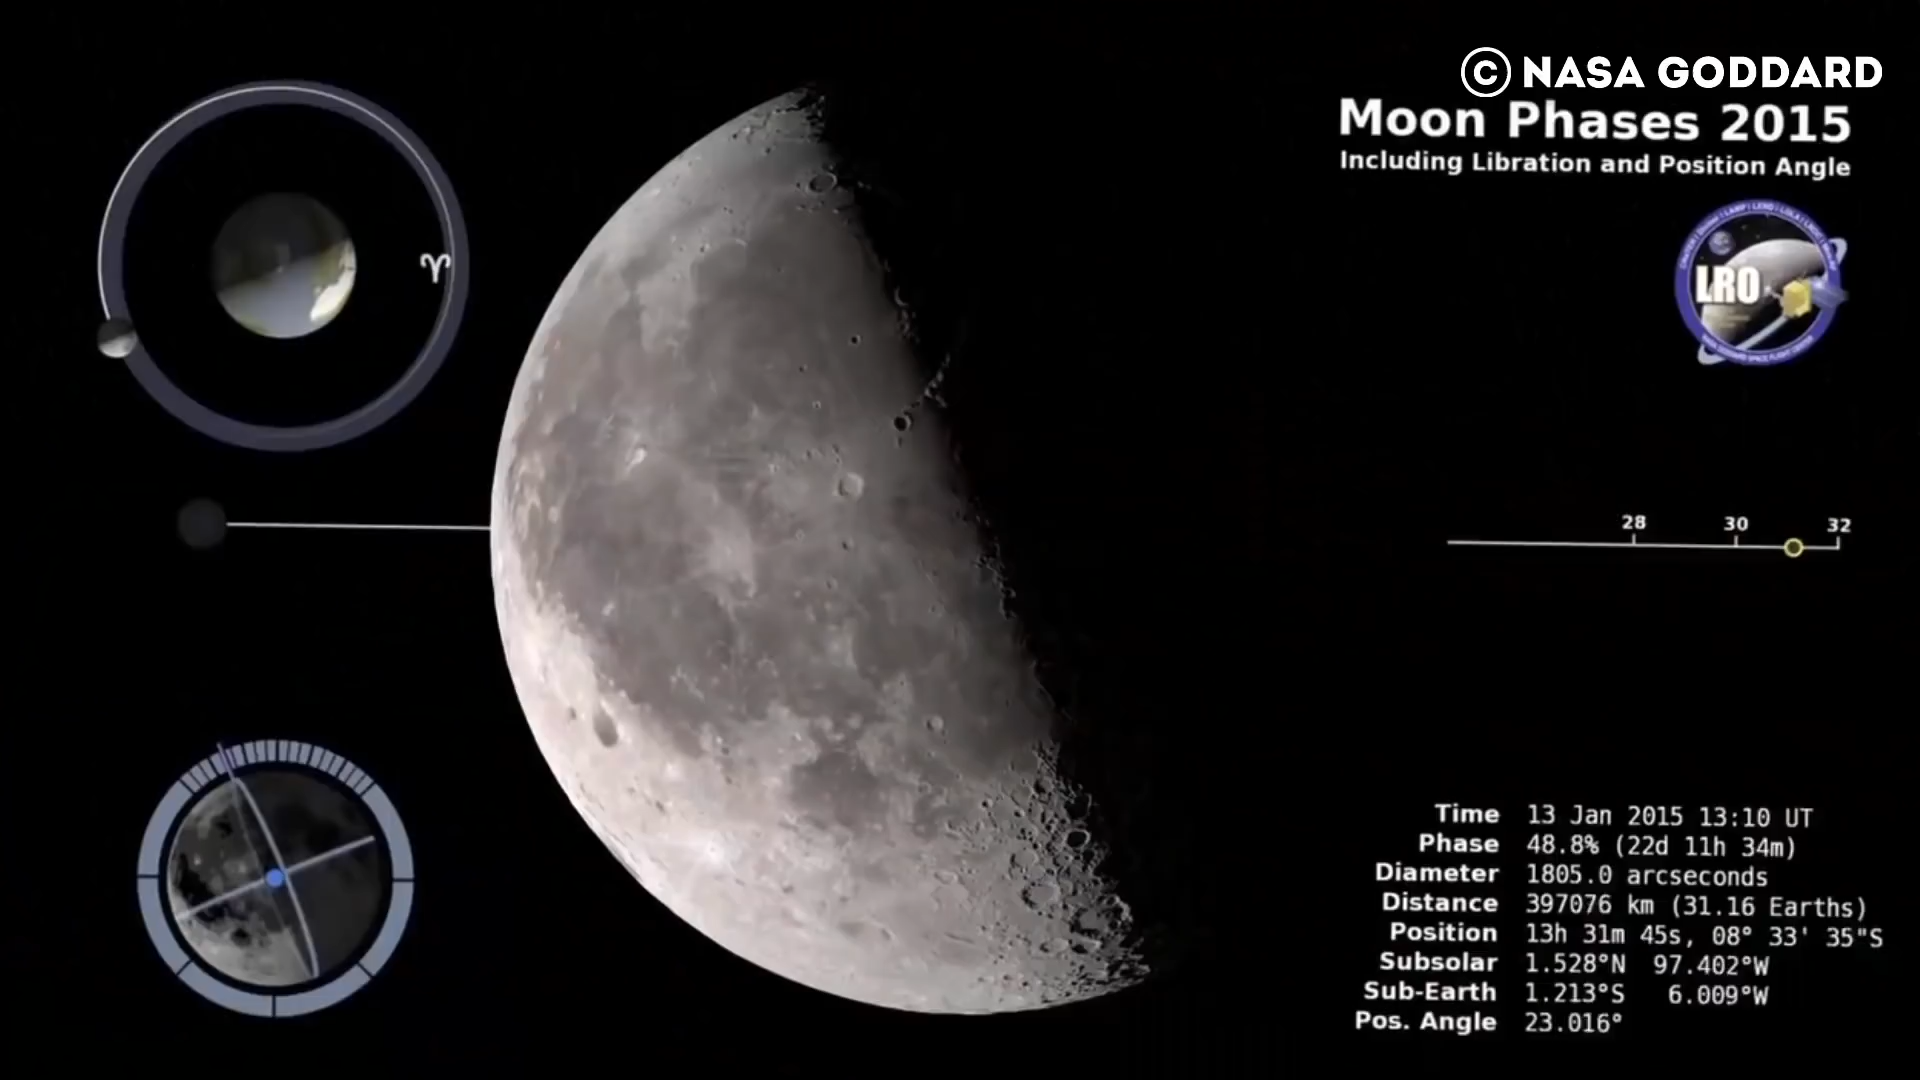 © NASA GODDARD
Moon Phases 2015
Including Libration and Position Angle
♈
LRO
28 30 32
Time 13 Jan 2015 13:10 UT
Phase 48.8% (22d 11h 34m)
Diameter 1805.0 arcseconds
Distance 397076 km (31.16 Earths)
Position 13h 31m 45s, 08° 33' 35"S
Subsolar 1.528°N 97.402°W
Sub-Earth 1.213°S 6.009°W
Pos. Angle 23.016°